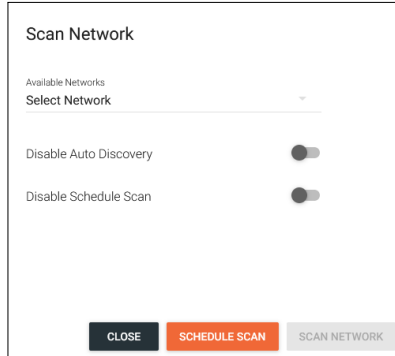 Scan Network
Available Networks
Select Network
Disable Auto Discovery
Disable Schedule Scan
CLOSE SCHEDULE SCAN SCAN NETWORK